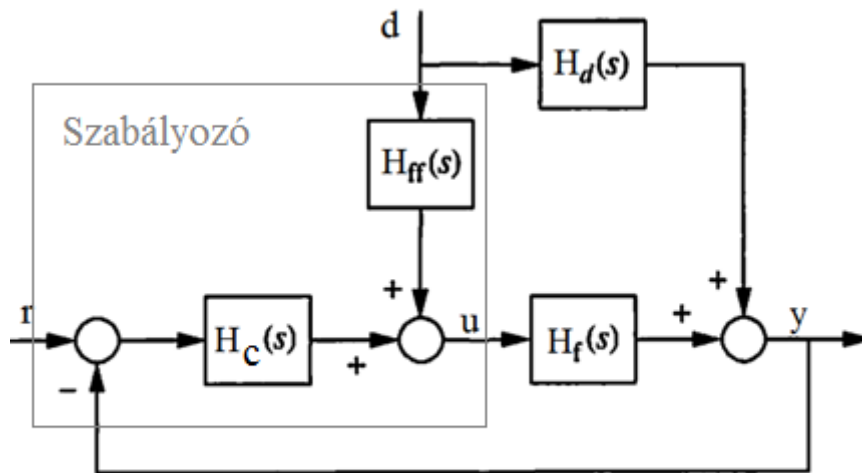 d
H_d(s)
Szabályozó
H_ff(s)
+
+
r
H_C(s)
+
u
H_f(s)
+
y
−